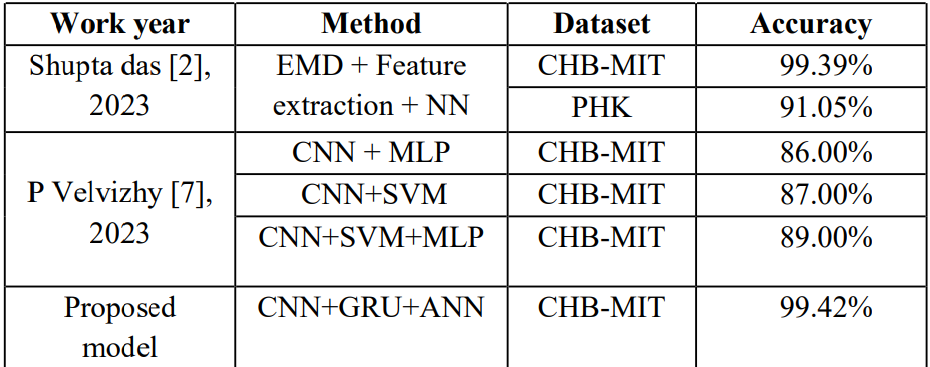 Work year Method Dataset Accuracy
Shupta das [2], 2023 EMD + Feature extraction + NN CHB-MIT 99.39%
PHK 91.05%
P Velvizhy [7], 2023 CNN + MLP CHB-MIT 86.00%
CNN+SVM CHB-MIT 87.00%
CNN+SVM+MLP CHB-MIT 89.00%
Proposed model CNN+GRU+ANN CHB-MIT 99.42%